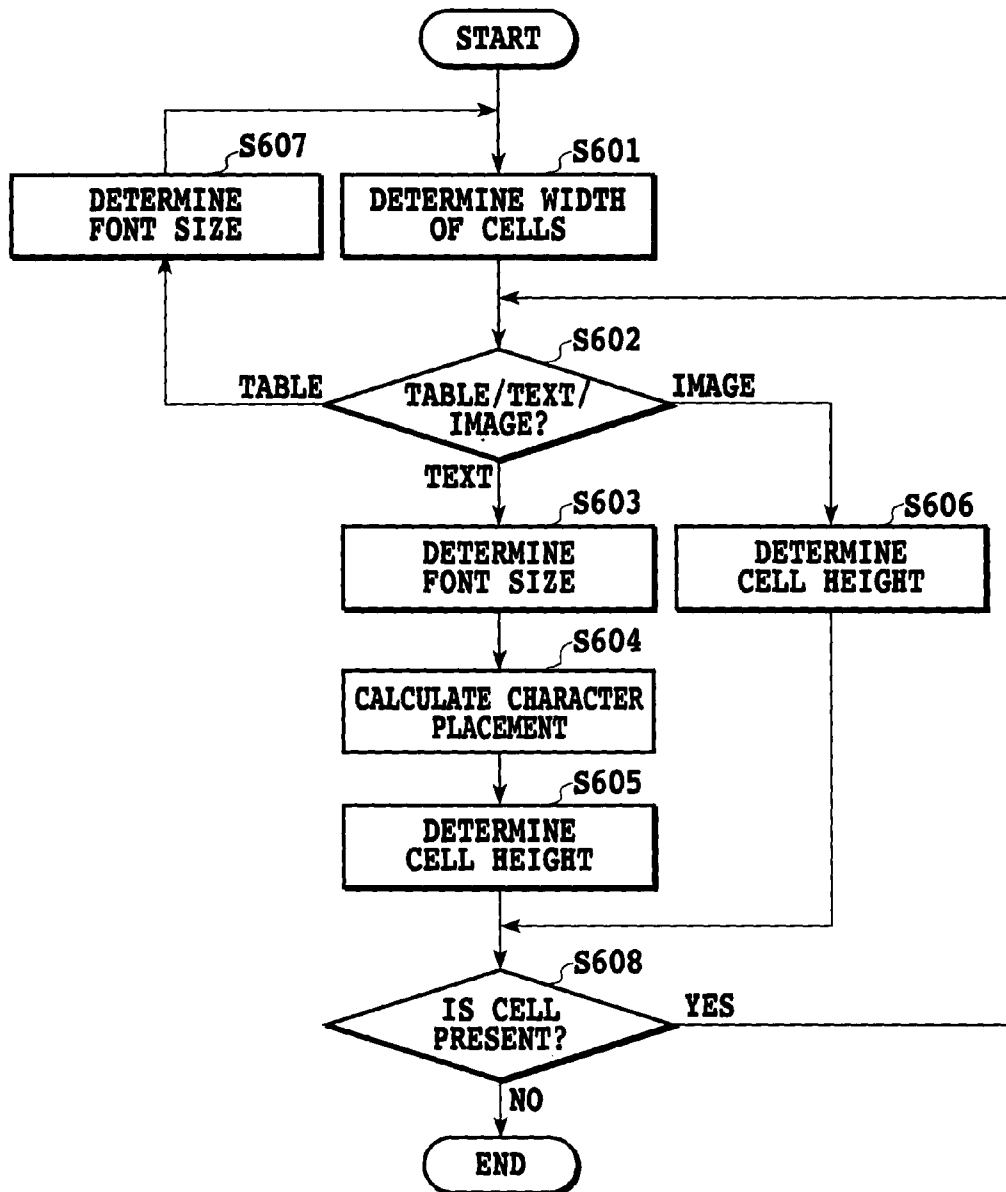 START
S607
S601
DETERMINE
FONT SIZE
DETERMINE WIDTH
OF CELLS
S602
TABLE
TABLE/TEXT/
IMAGE?
IMAGE
TEXT
S603
S606
DETERMINE
FONT SIZE
DETERMINE
CELL HEIGHT
S604
CALCULATE CHARACTER
PLACEMENT
S605
DETERMINE
CELL HEIGHT
S608
IS CELL
PRESENT?
YES
NO
END